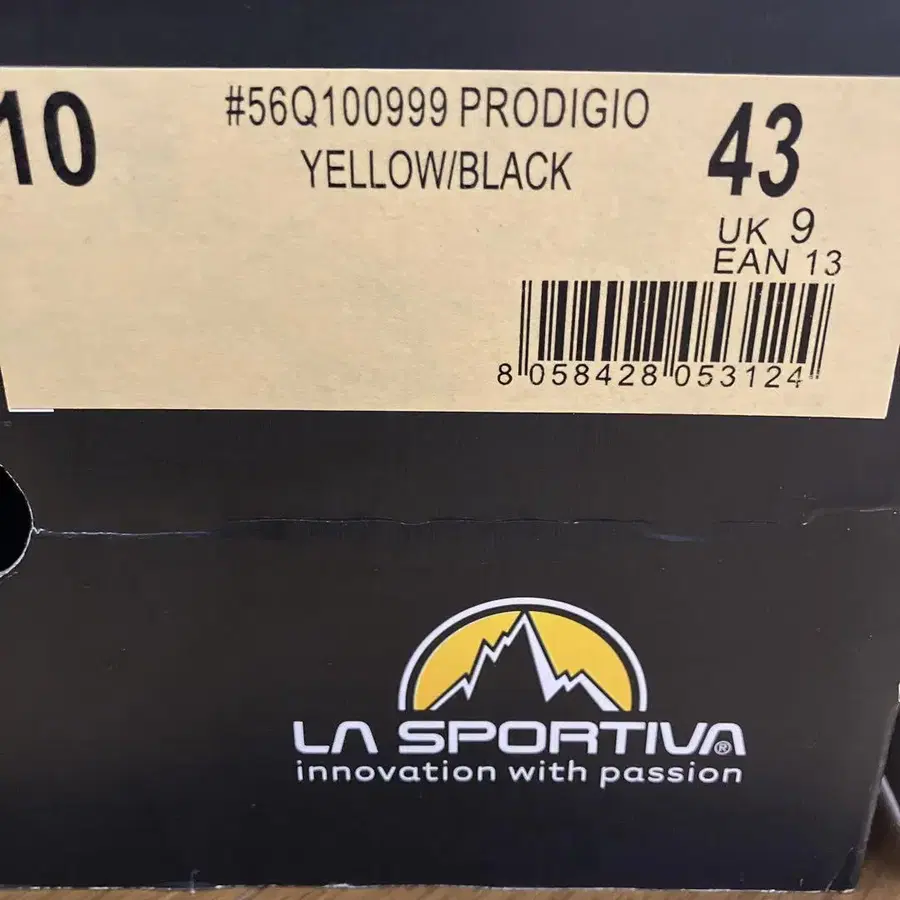 10
#56Q100999 PRODIGIO
YELLOW/BLACK
43
UK 9
EAN 13
8 058428 053124
LA SPORTIVA®
innovation with passion